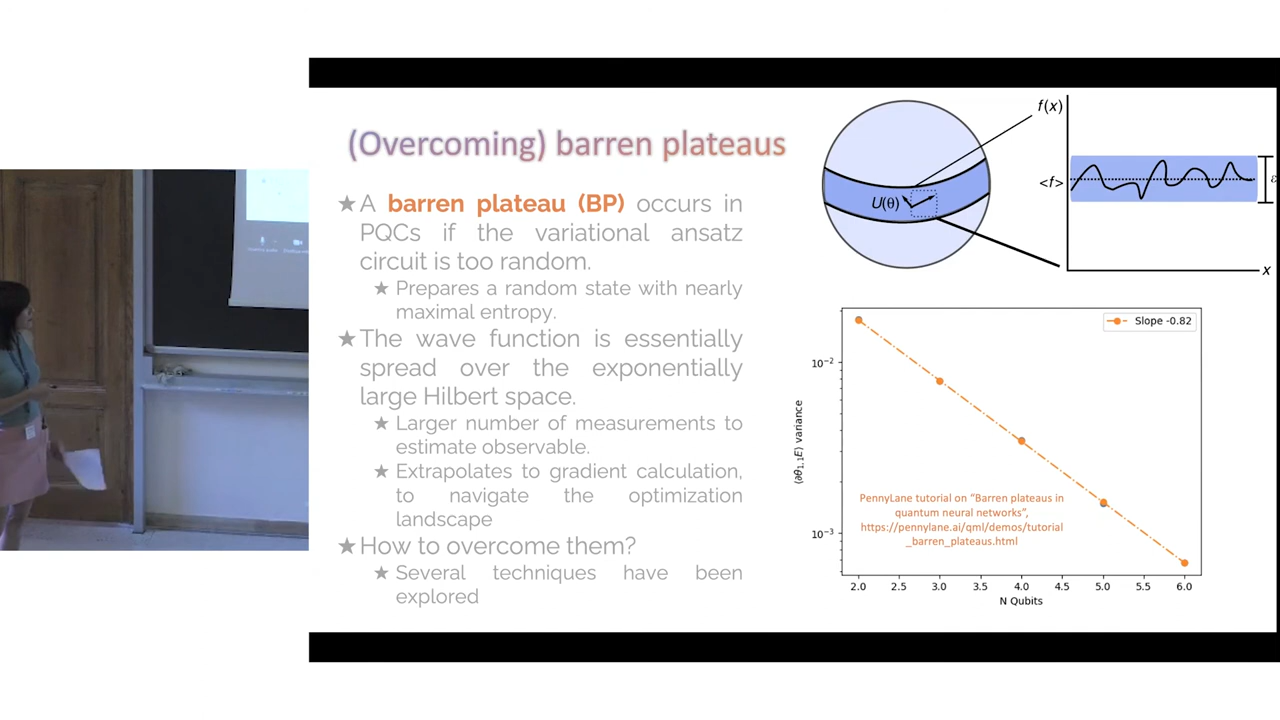 (Overcoming) barren plateaus
★A barren plateau (BP) occurs in
PQCs if the variational ansatz
circuit is too random.
★ Prepares a random state with nearly
maximal entropy.
★The wave function is essentially
spread over the exponentially
large Hilbert space.
★ Larger number of measurements to
estimate observable.
★ Extrapolates to gradient calculation,
to navigate the optimization
landscape
★How to overcome them?
★ Several techniques have been
explored
f(x)
<f>
U(θ)
ε
x
Slope -0.82
10⁻²
10⁻³
⟨∂θ₁,₁E⟩ variance
PennyLane tutorial on “Barren plateaus in
quantum neural networks”,
https://pennylane.ai/qml/demos/tutorial
_barren_plateaus.html
2.0 2.5 3.0 3.5 4.0 4.5 5.0 5.5 6.0
N Qubits